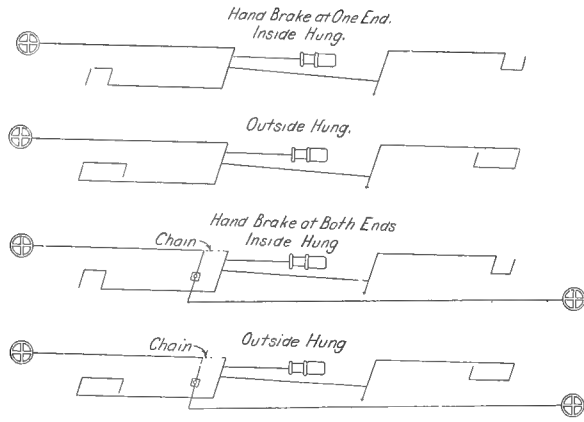 Hand Brake at One End.
Inside Hung.
Outside Hung.
Hand Brake at Both Ends
Inside Hung
Chain
Outside Hung
Chain